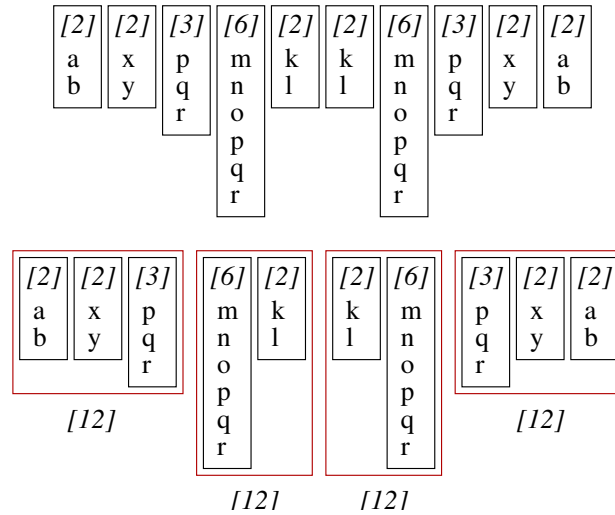 [2] [2] [3] [6] [2] [2] [6] [3] [2] [2]
a x p m k k m p x a
b y q n l l n q y b
r o o r
p p
q q
r r
[2] [2] [3] [6] [2] [2] [6] [3] [2] [2]
a x p m k k m p x a
b y q n l l n q y b
r o o r
p p
[12] q q [12]
r r
[12] [12]